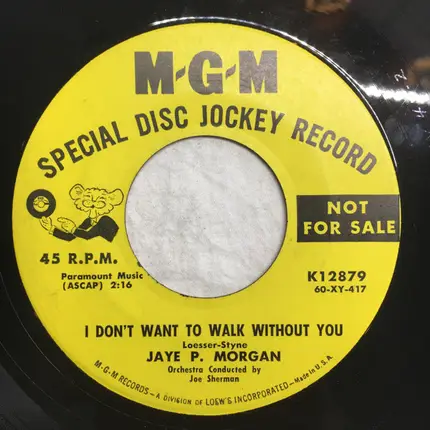 M-G-M
SPECIAL DISC JOCKEY RECORD
NOT
FOR SALE
45 R.P.M.
Paramount Music
(ASCAP) 2:16
K12879
60-XY-417
I DON'T WANT TO WALK WITHOUT YOU
Loesser-Styne
JAYE P. MORGAN
Orchestra Conducted by
Joe Sherman
M-G-M RECORDS - A DIVISION OF LOEW'S INCORPORATED - Made in U.S.A.